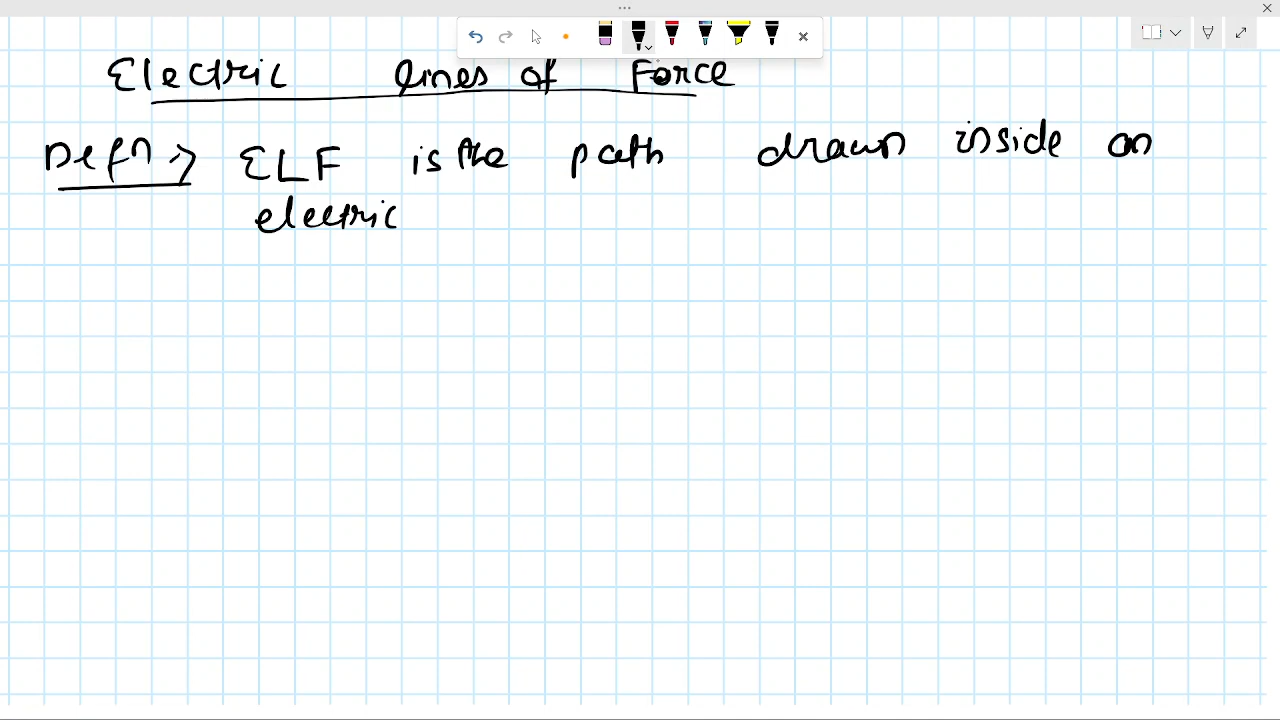 Electric lines of Force
Defn → ELF is the path drawn inside an
electric